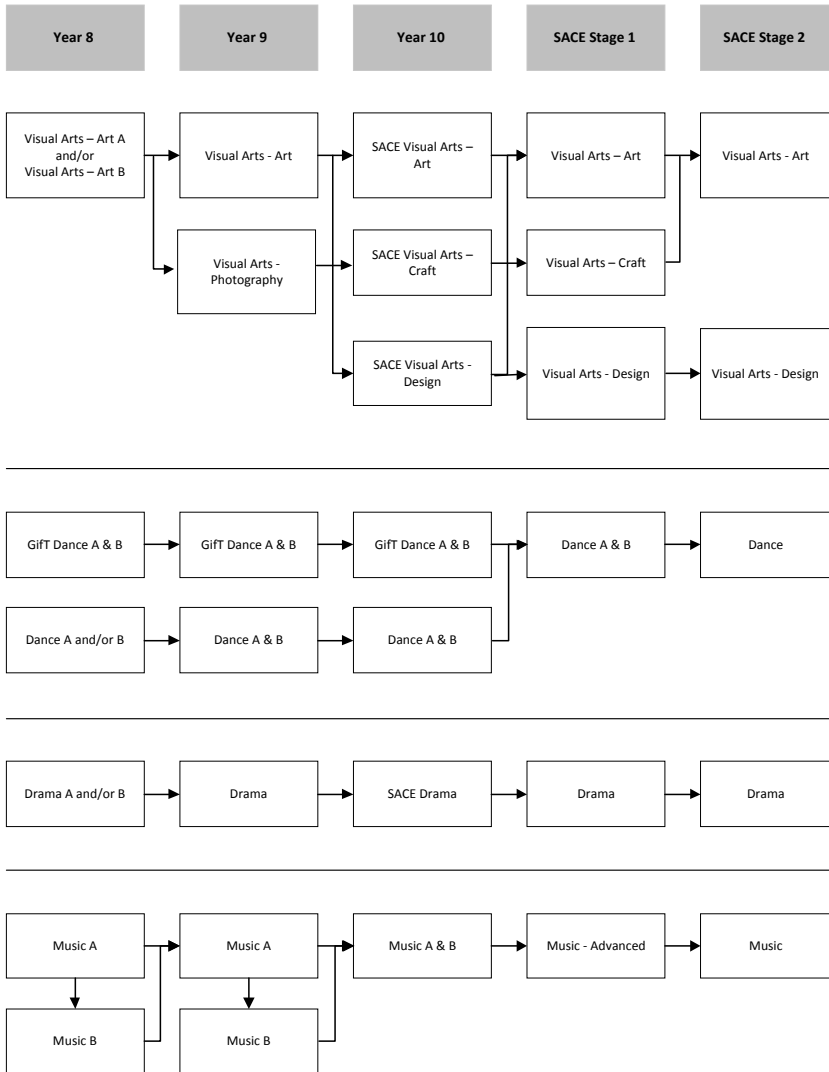 Year 8
Year 9
Year 10
SACE Stage 1
SACE Stage 2
Visual Arts – Art A
and/or
Visual Arts – Art B
Visual Arts - Art
SACE Visual Arts –
Art
Visual Arts – Art
Visual Arts - Art
Visual Arts -
Photography
SACE Visual Arts –
Craft
Visual Arts – Craft
SACE Visual Arts -
Design
Visual Arts - Design
Visual Arts - Design
GifT Dance A & B
GifT Dance A & B
GifT Dance A & B
Dance A & B
Dance
Dance A and/or B
Dance A & B
Dance A & B
Drama A and/or B
Drama
SACE Drama
Drama
Drama
Music A
Music A
Music A & B
Music - Advanced
Music
Music B
Music B